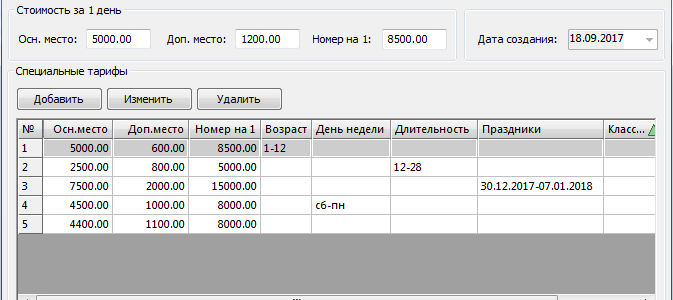 Стоимость за 1 день
Осн. место: 5000.00 Доп. место: 1200.00 Номер на 1: 8500.00 Дата создания: 18.09.2017
Специальные тарифы
Добавить Изменить Удалить
№ Осн.место Доп.место Номер на 1 Возраст День недели Длительность Праздники Класс...
1 5000.00 600.00 8500.00 1-12
2 2500.00 800.00 5000.00 12-28
3 7500.00 2000.00 15000.00 30.12.2017-07.01.2018
4 4500.00 1000.00 8000.00 сб-пн
5 4400.00 1100.00 8000.00